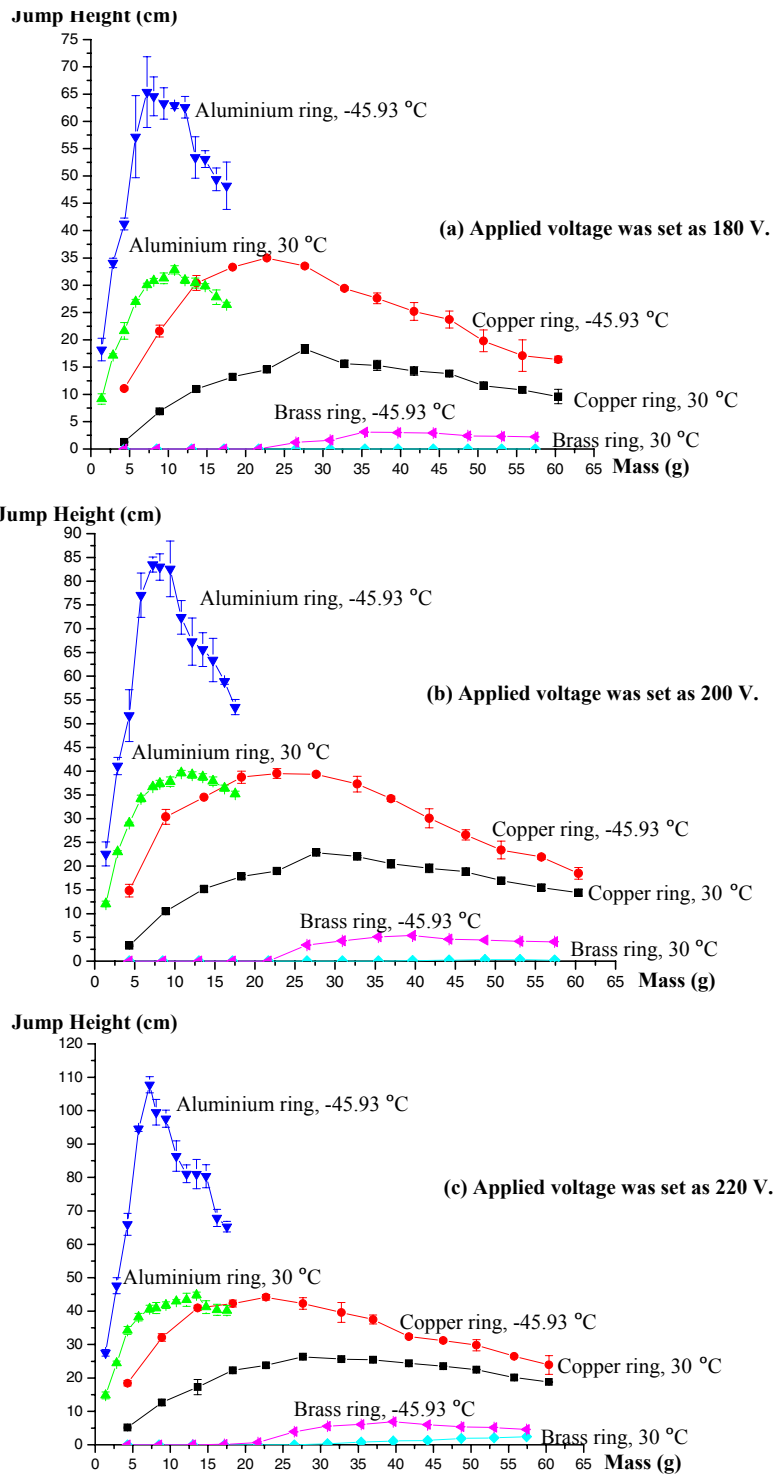 Jump Height (cm)
75
70
65
60
55
50
45
40
35
30
25
20
15
10
5
0
Aluminium ring, -45.93 °C
(a) Applied voltage was set as 180 V.
Aluminium ring, 30 °C
Copper ring, -45.93 °C
Copper ring, 30 °C
Brass ring, -45.93 °C
Brass ring, 30 °C
0 5 10 15 20 25 30 35 40 45 50 55 60 65
Mass (g)
Jump Height (cm)
90
85
80
75
70
65
60
55
50
45
40
35
30
25
20
15
10
5
0
Aluminium ring, -45.93 °C
(b) Applied voltage was set as 200 V.
Aluminium ring, 30 °C
Copper ring, -45.93 °C
Copper ring, 30 °C
Brass ring, -45.93 °C
Brass ring, 30 °C
0 5 10 15 20 25 30 35 40 45 50 55 60 65
Mass (g)
Jump Height (cm)
120
110
100
90
80
70
60
50
40
30
20
10
0
Aluminium ring, -45.93 °C
(c) Applied voltage was set as 220 V.
Aluminium ring, 30 °C
Copper ring, -45.93 °C
Copper ring, 30 °C
Brass ring, -45.93 °C
Brass ring, 30 °C
0 5 10 15 20 25 30 35 40 45 50 55 60 65
Mass (g)